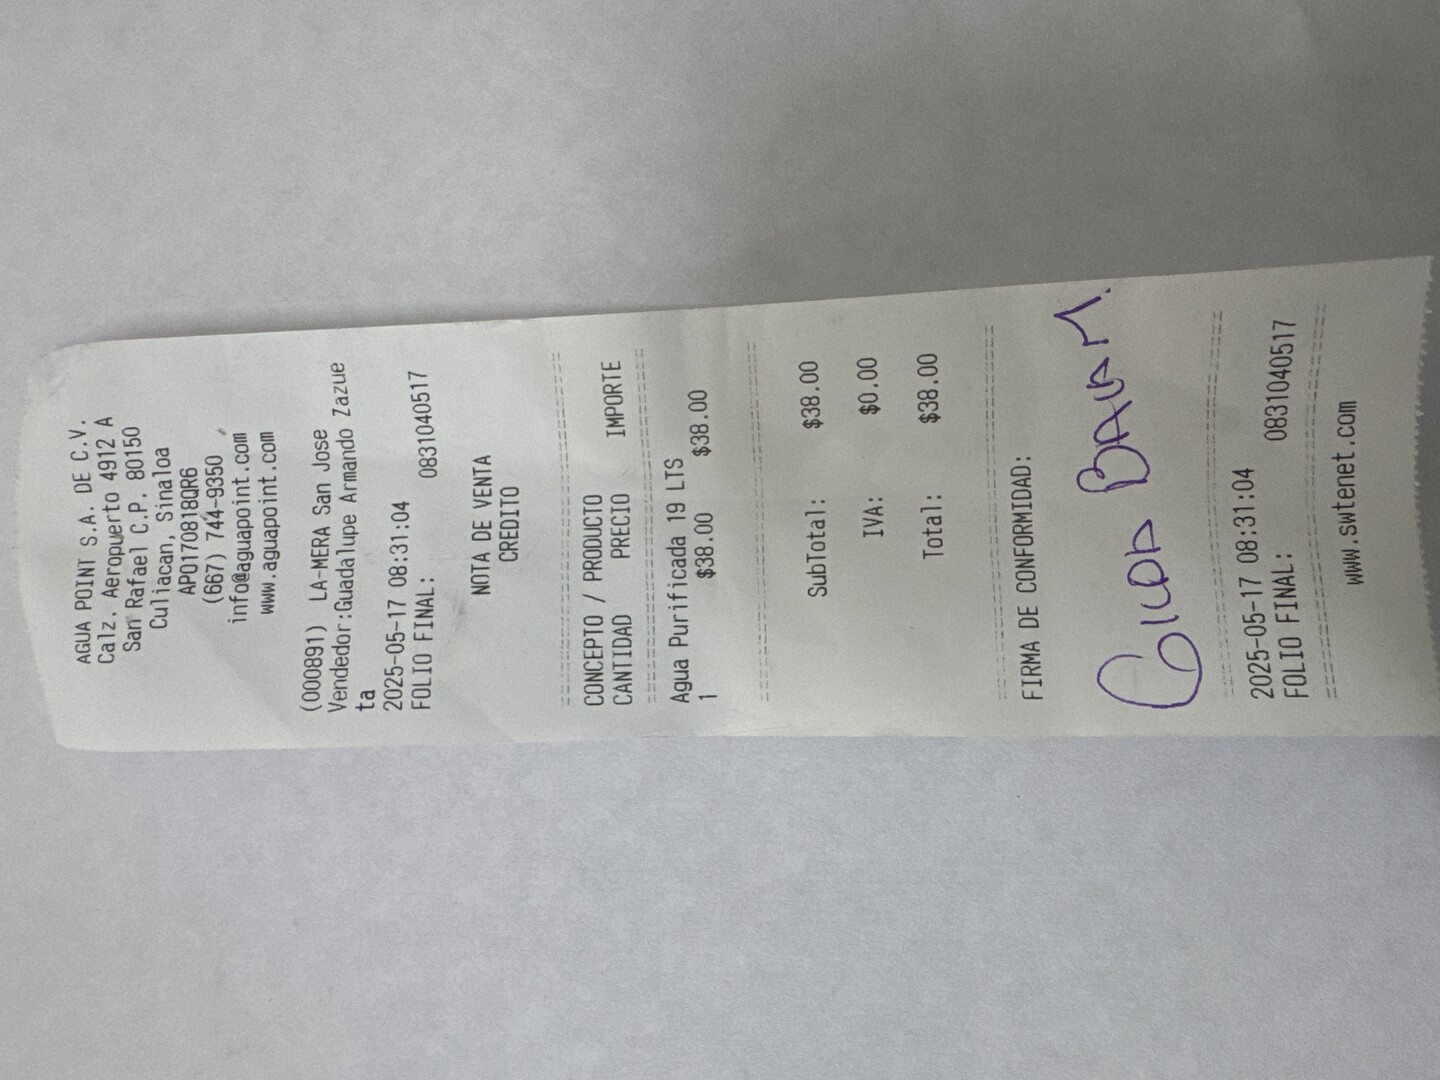 AGUA POINT S.A. DE C.V.
Calz. Aeropuerto 4912 A
San Rafael C.P. 80150
Culiacan, Sinaloa
APO170818QR6
(667) 744-9350
info@aguapoint.com
www.aguapoint.com
(000891) LA-MERA San Jose
Vendedor:Guadalupe Armando Zazue
ta
2025-05-17 08:31:04
FOLIO FINAL: 0831040517
NOTA DE VENTA
CREDITO
CONCEPTO / PRODUCTO
CANTIDAD PRECIO IMPORTE
Agua Purificada 19 LTS
1 $38.00 $38.00
SubTotal: $38.00
IVA: $0.00
Total: $38.00
FIRMA DE CONFORMIDAD:
2025-05-17 08:31:04
FOLIO FINAL: 0831040517
www.swtenet.com